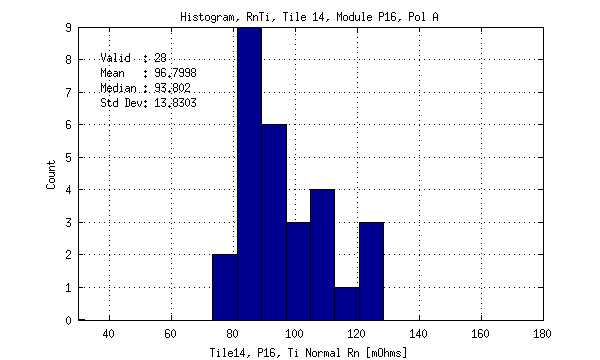 Histogram, RnTi, Tile 14, Module P16, Pol A
9
8
7
6
5
4
3
2
1
0
Count
Valid : 28
Mean : 96.7998
Median : 93.802
Std Dev: 13.8303
40 60 80 100 120 140 160 180
Tile14, P16, Ti Normal Rn [mOhms]